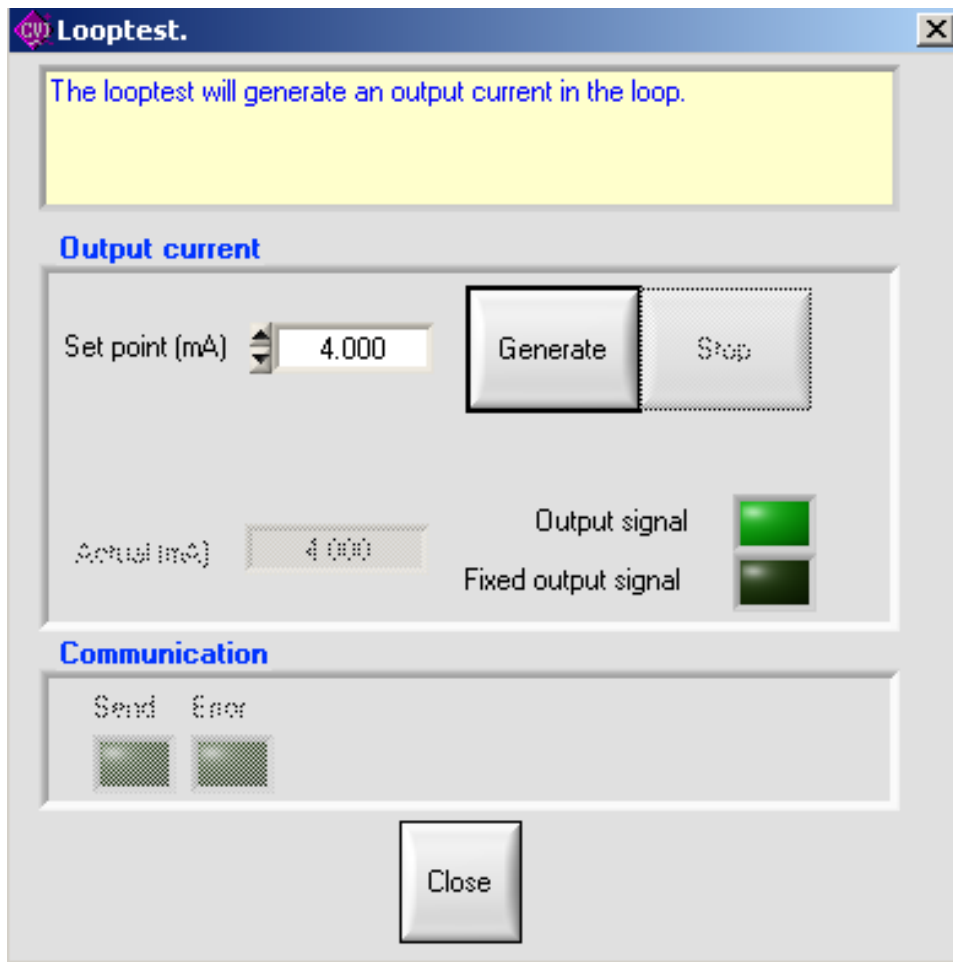 CVI Looptest.
The looptest will generate an output current in the loop.
Output current
Set point (mA) 4.000 Generate Stop
Output signal
Actual (mA) 4.000
Fixed output signal
Communication
Send Error
Close